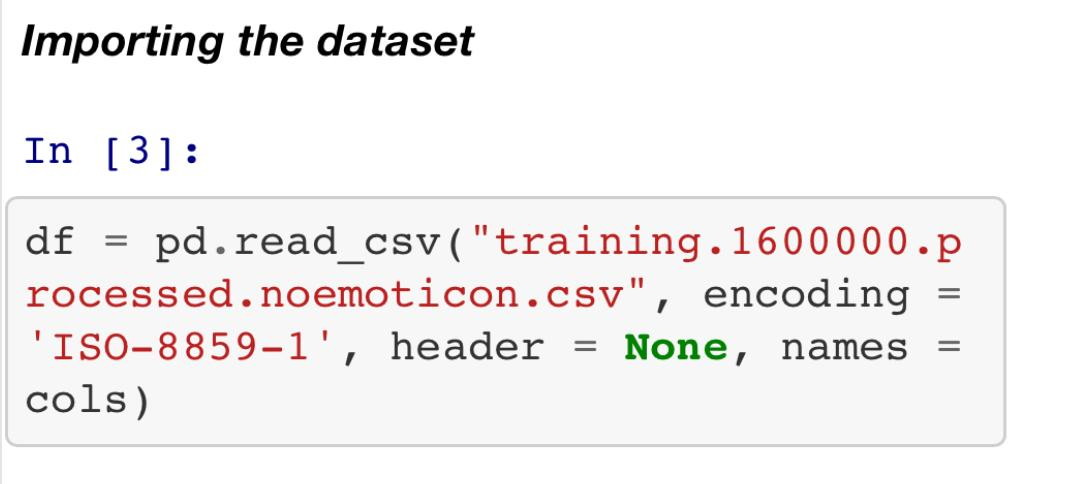 Importing the dataset
In [3]:
df = pd.read_csv("training.1600000.p
rocessed.noemoticon.csv", encoding =
'ISO-8859-1', header = None, names =
cols)